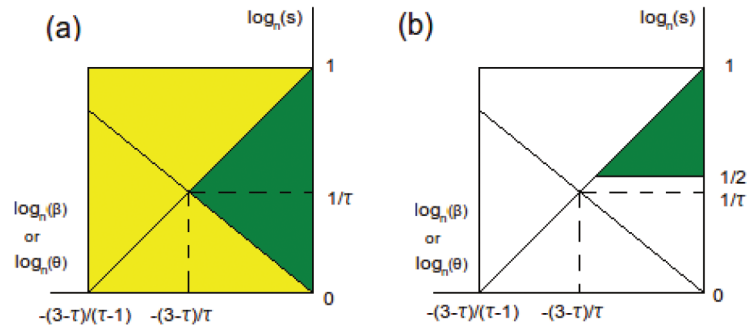 (a)
logₙ(s)
1
1/τ
logₙ(β)
or
logₙ(θ)
0
-(3-τ)/(τ-1)
-(3-τ)/τ
(b)
logₙ(s)
1
1/2
1/τ
logₙ(β)
or
logₙ(θ)
0
-(3-τ)/(τ-1)
-(3-τ)/τ